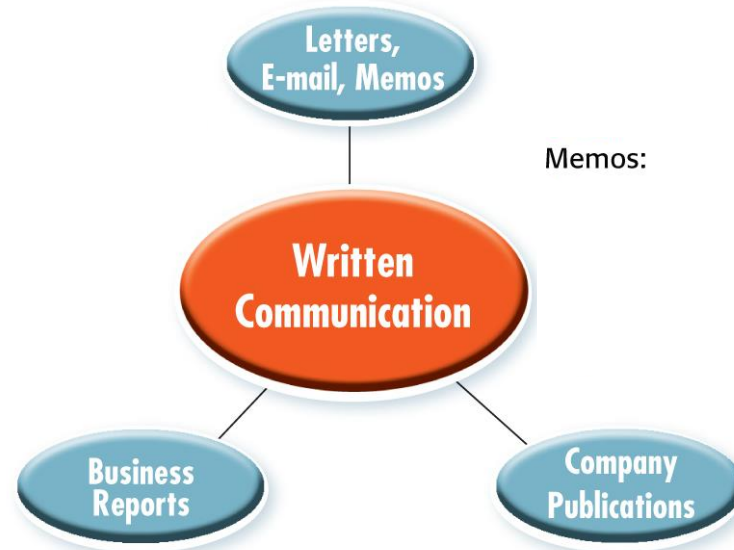 Letters,
E-mail, Memos
Memos:
Written
Communication
Business
Reports
Company
Publications